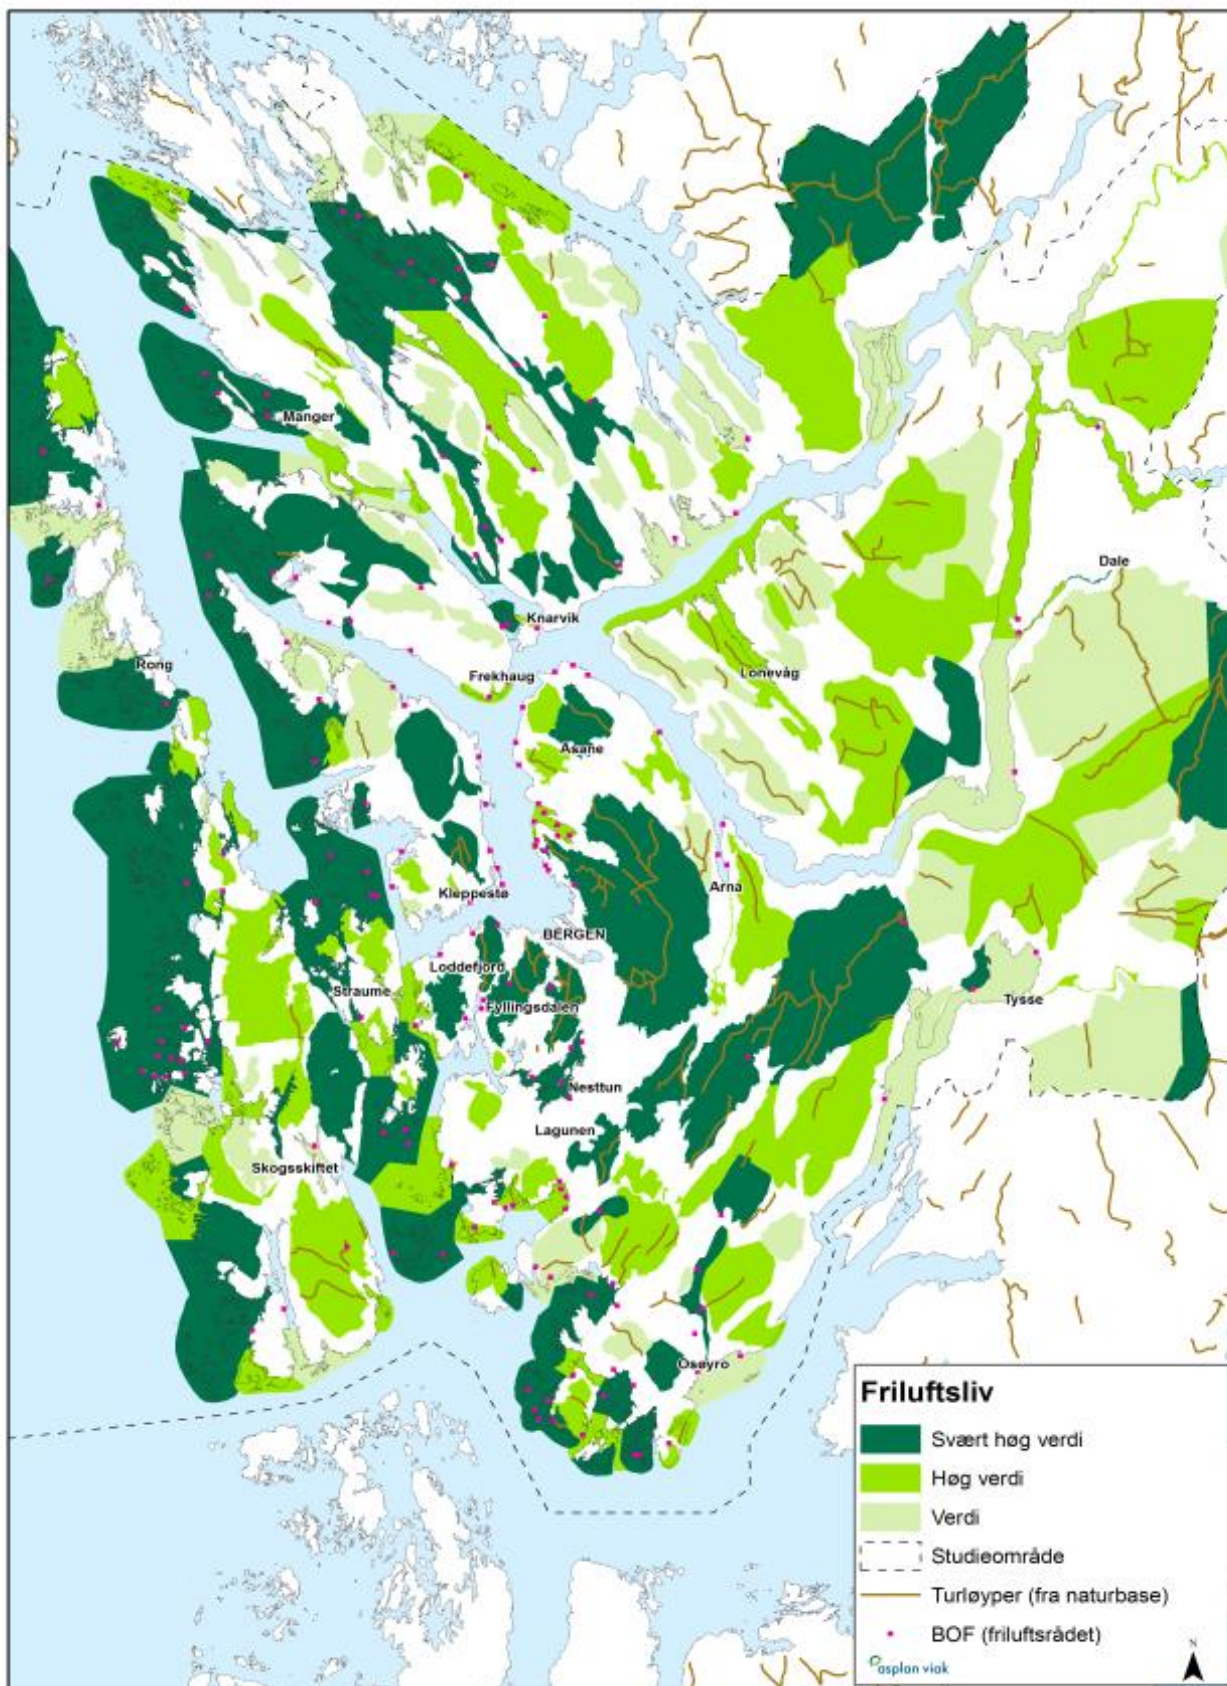 Manger
Knarvik
Dale
Rong
Frekhaug
Lonevåg
Åsane
Kleppestø
Arna
BERGEN
Loddefjord
Straume
Fyllingsdalen
Tysse
Nesttun
Lagunen
Skogsskiftet
Osøyro
Friluftsliv
Svært høg verdi
Høg verdi
Verdi
Studieområde
Turløyper (fra naturbase)
BOF (friluftsrådet)
asplan viak
N